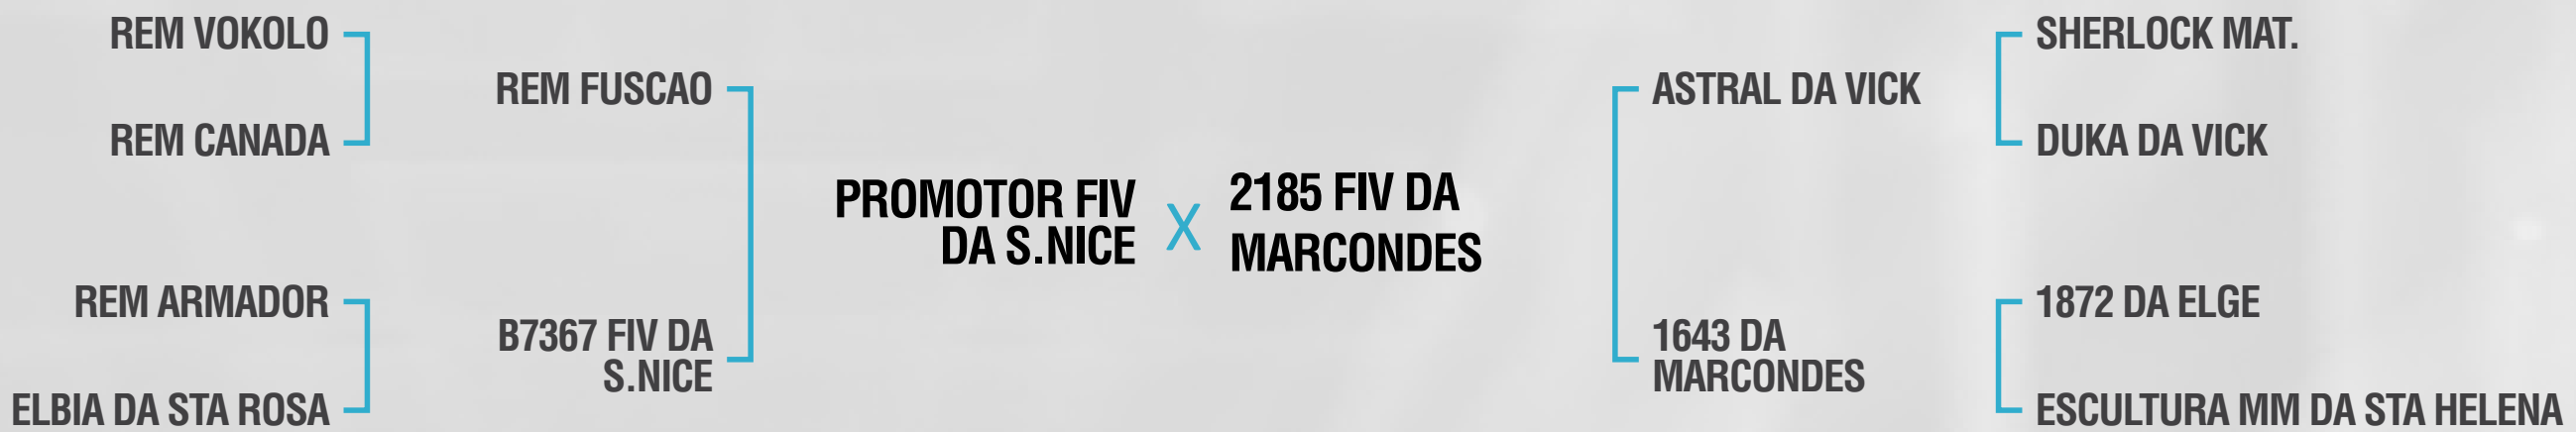 REM VOKOLO
REM CANADA
REM FUSCAO
REM ARMADOR
ELBIA DA STA ROSA
B7367 FIV DA
S.NICE
PROMOTOR FIV
DA S.NICE
X
2185 FIV DA
MARCONDES
ASTRAL DA VICK
SHERLOCK MAT.
DUKA DA VICK
1643 DA
MARCONDES
1872 DA ELGE
ESCULTURA MM DA STA HELENA